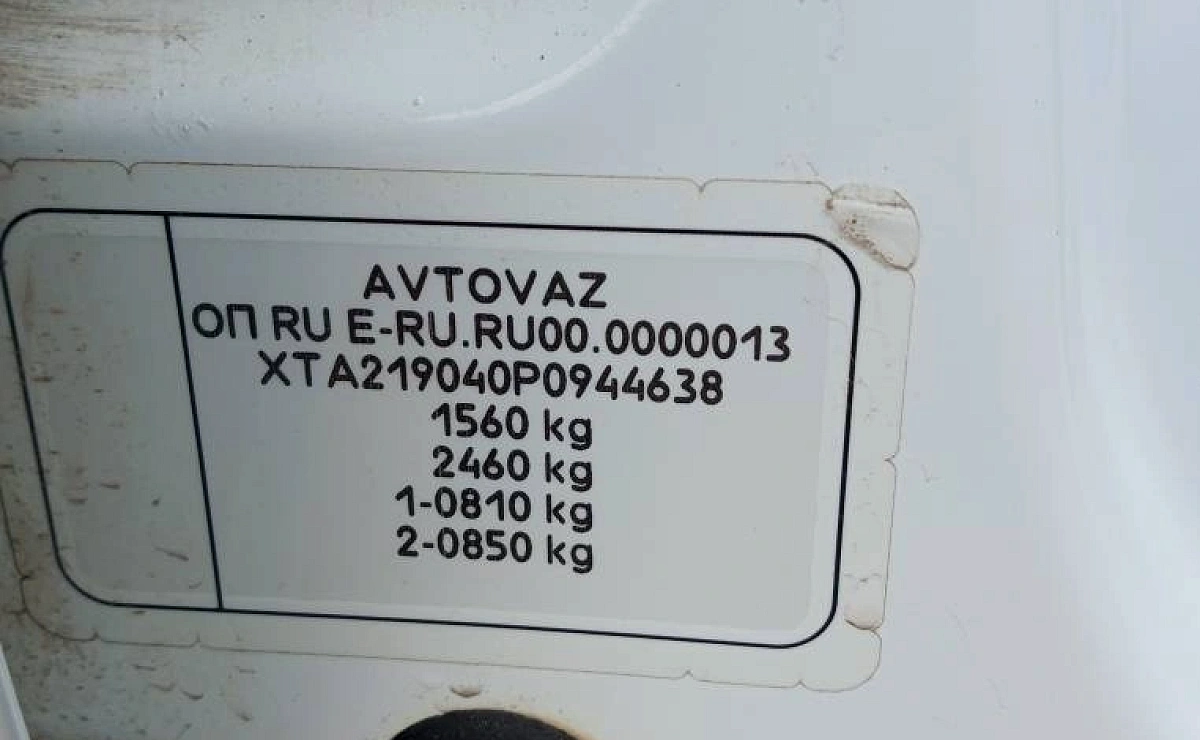 AVTOVAZ
ОП RU E-RU.RU00.0000013
XTA219040P0944638
1560 kg
2460 kg
1-0810 kg
2-0850 kg